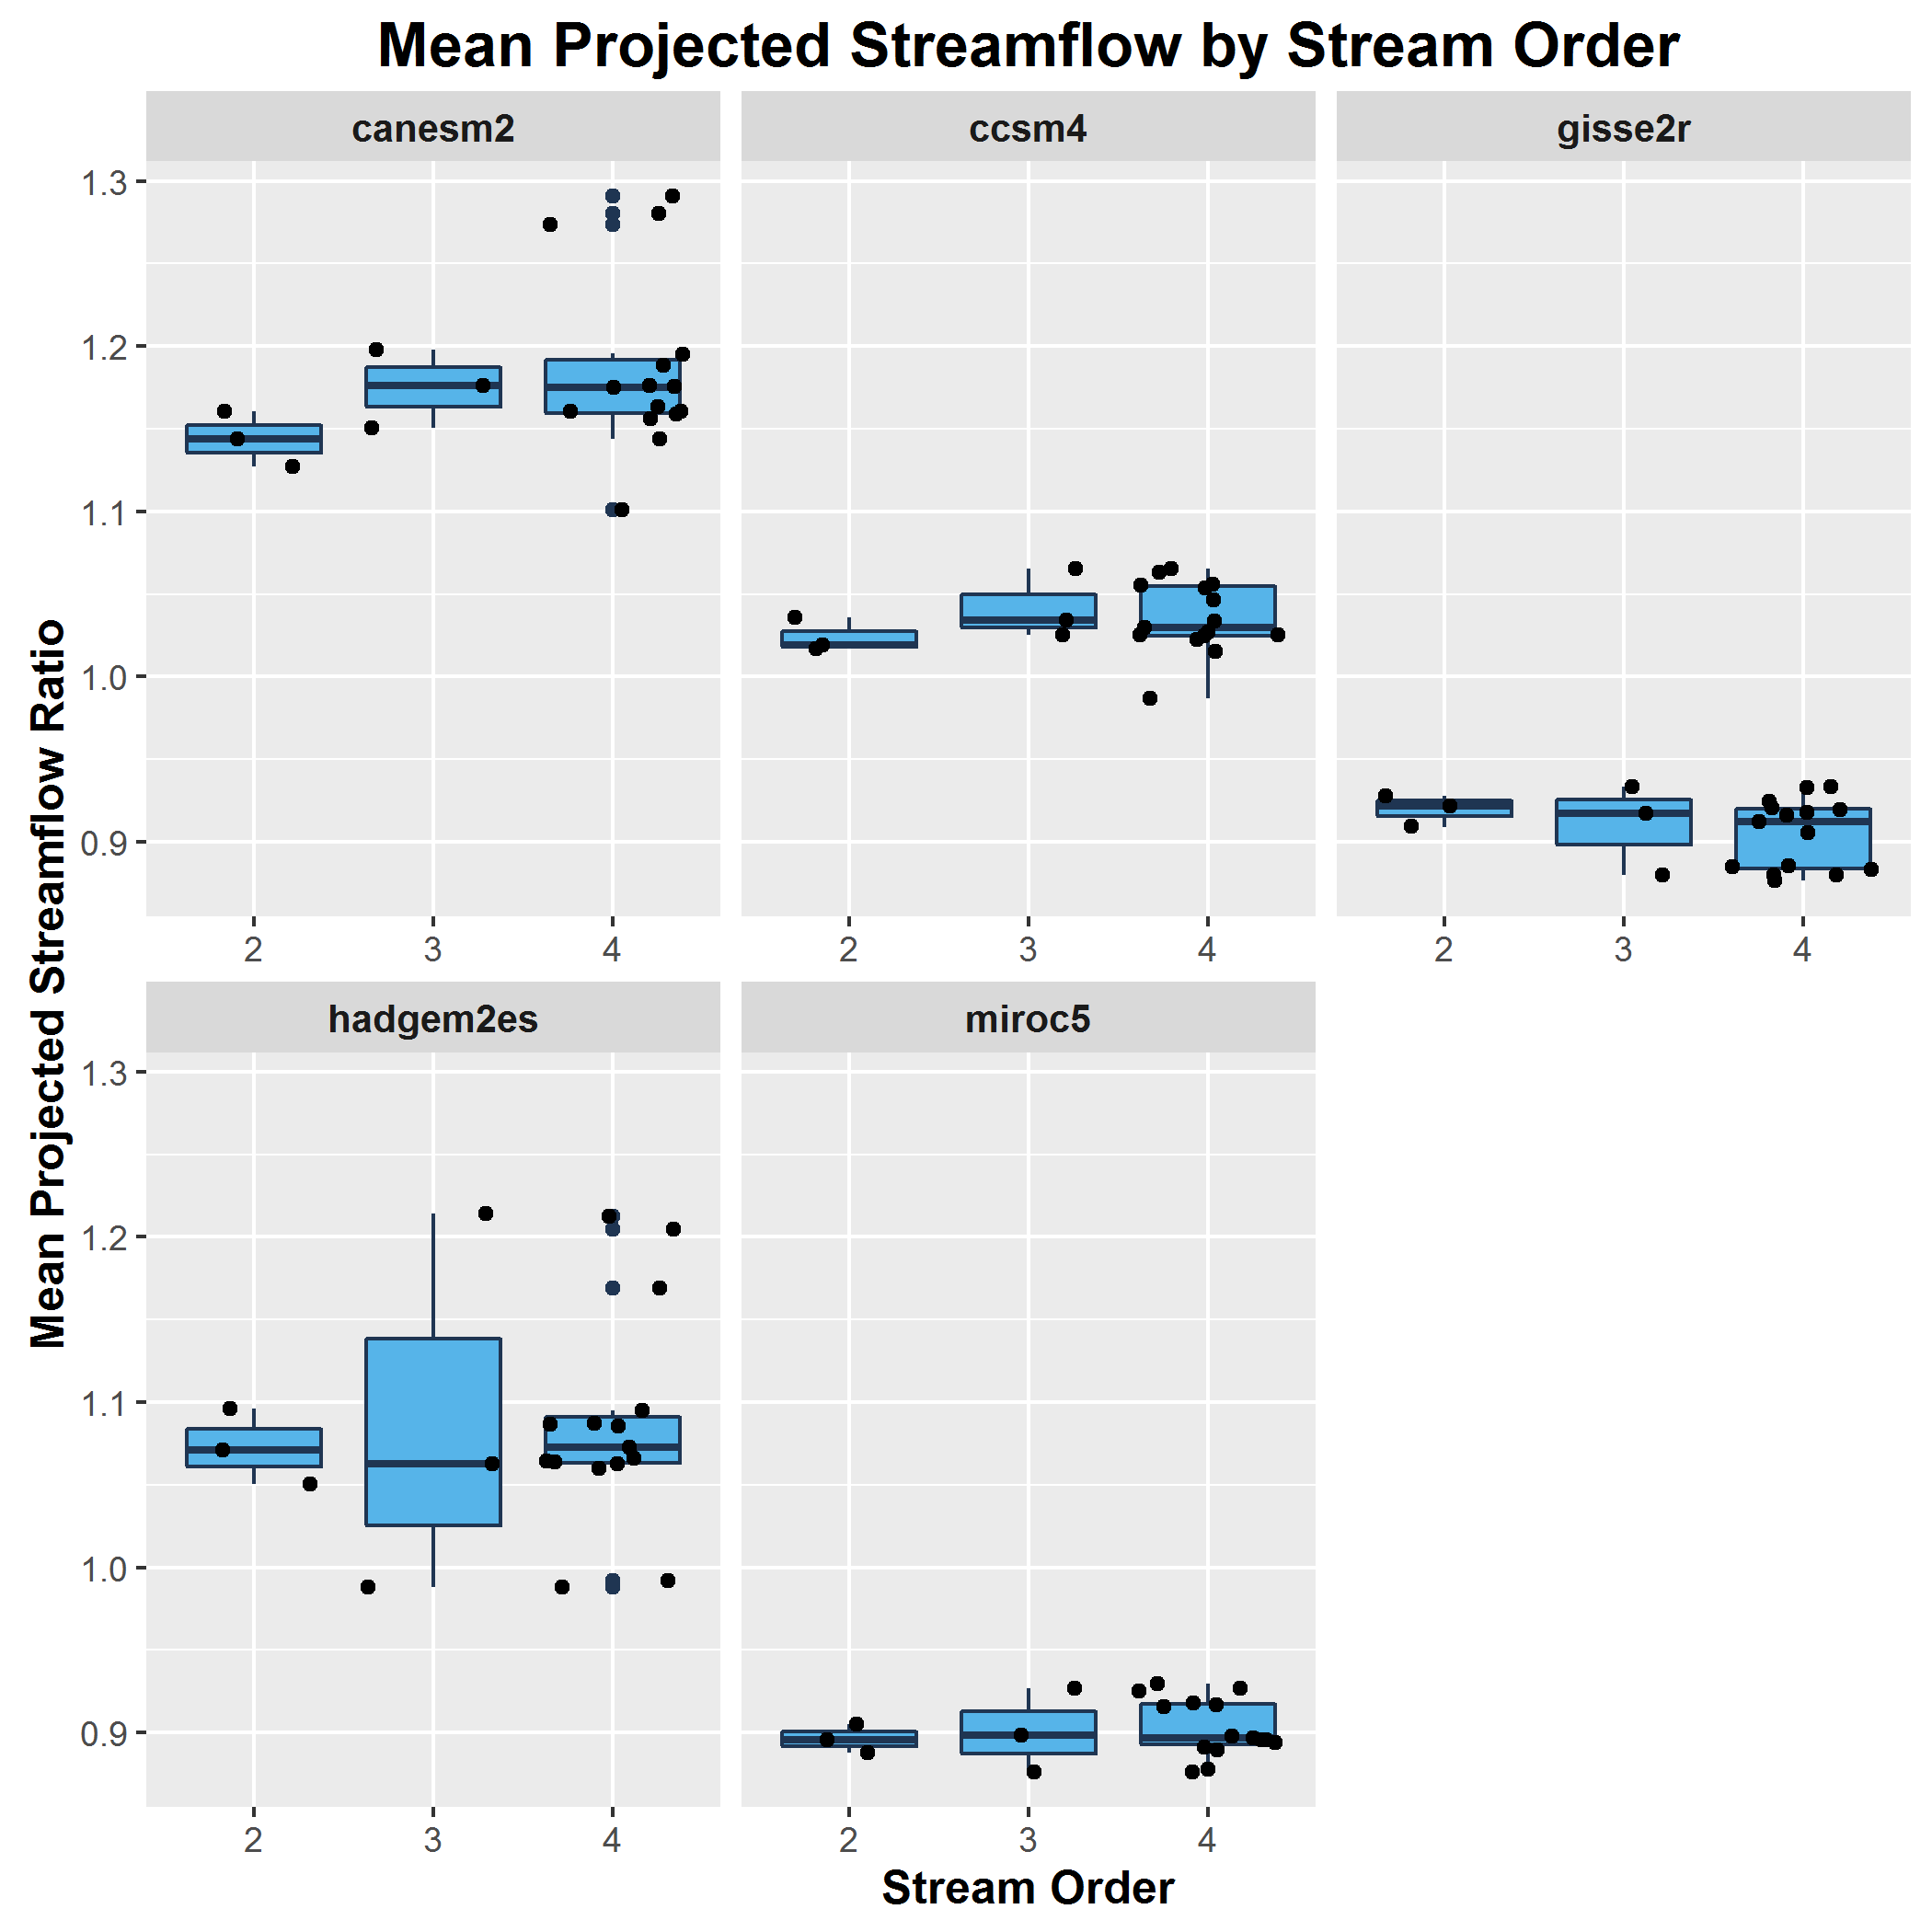 Mean Projected Streamflow by Stream Order
canesm2
ccsm4
gisse2r
1.3
1.2
1.1
1.0
0.9
2 3 4
2 3 4
2 3 4
Mean Projected Streamflow Ratio
hadgem2es
miroc5
1.3
1.2
1.1
1.0
0.9
2 3 4
2 3 4
Stream Order